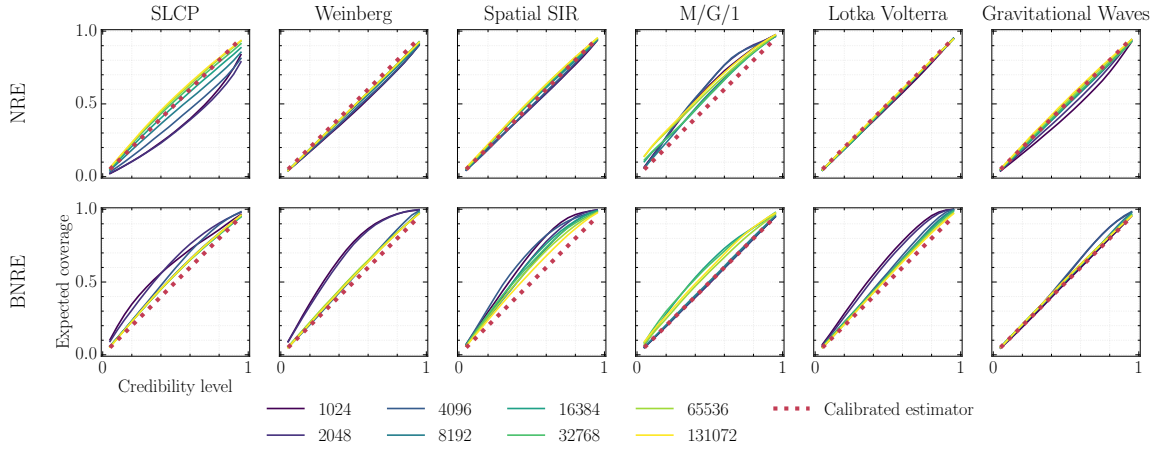 SLCP Weinberg Spatial SIR M/G/1 Lotka Volterra Gravitational Waves
1.0
NRE
0.5
0.0
1.0
BNRE
Expected coverage
0.5
0.0
0 1 0 1 0 1 0 1 0 1 0 1
Credibility level
1024 4096 16384 65536 Calibrated estimator
2048 8192 32768 131072